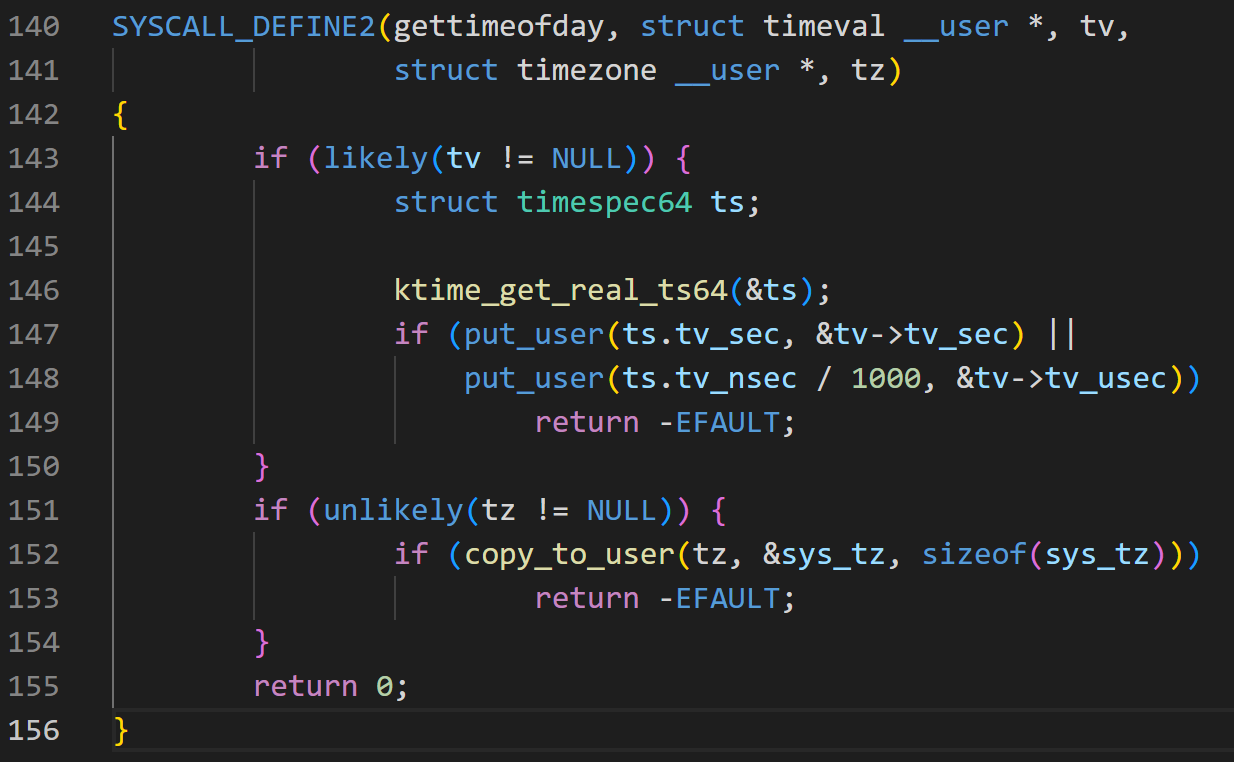 140 SYSCALL_DEFINE2(gettimeofday, struct timeval __user *, tv,
141                 struct timezone __user *, tz)
142 {
143         if (likely(tv != NULL)) {
144                 struct timespec64 ts;
145
146                 ktime_get_real_ts64(&ts);
147                 if (put_user(ts.tv_sec, &tv->tv_sec) ||
148                     put_user(ts.tv_nsec / 1000, &tv->tv_usec))
149                         return -EFAULT;
150         }
151         if (unlikely(tz != NULL)) {
152                 if (copy_to_user(tz, &sys_tz, sizeof(sys_tz)))
153                         return -EFAULT;
154         }
155         return 0;
156 }